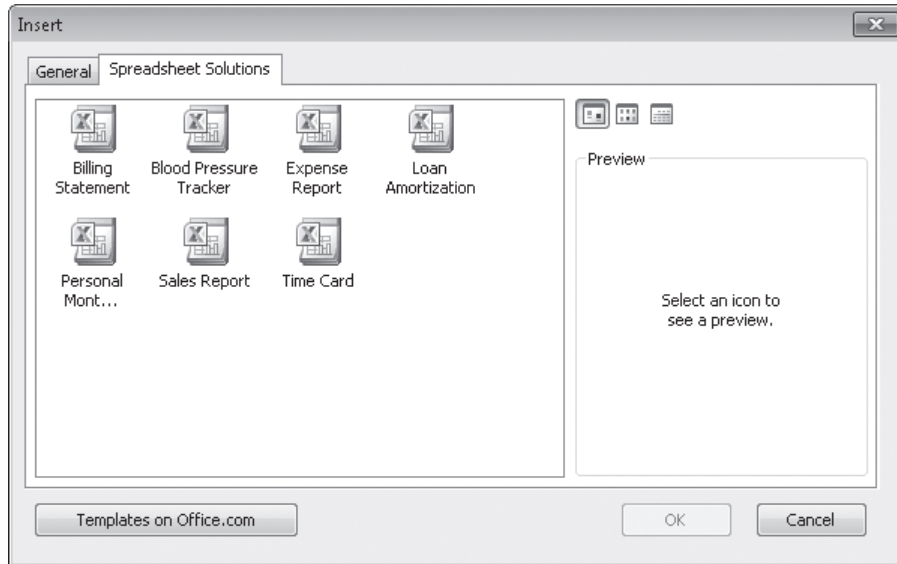 Insert
General
Spreadsheet Solutions
Billing
Statement
Blood Pressure
Tracker
Expense
Report
Loan
Amortization
Personal
Mont...
Sales Report
Time Card
Preview
Select an icon to
see a preview.
Templates on Office.com
OK
Cancel